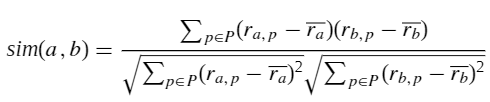 sim(a, b) = \frac{\sum_{p \in P}(r_{a,p} - \overline{r_a})(r_{b,p} - \overline{r_b})}{\sqrt{\sum_{p \in P}(r_{a,p} - \overline{r_a})^2}\sqrt{\sum_{p \in P}(r_{b,p} - \overline{r_b})^2}}